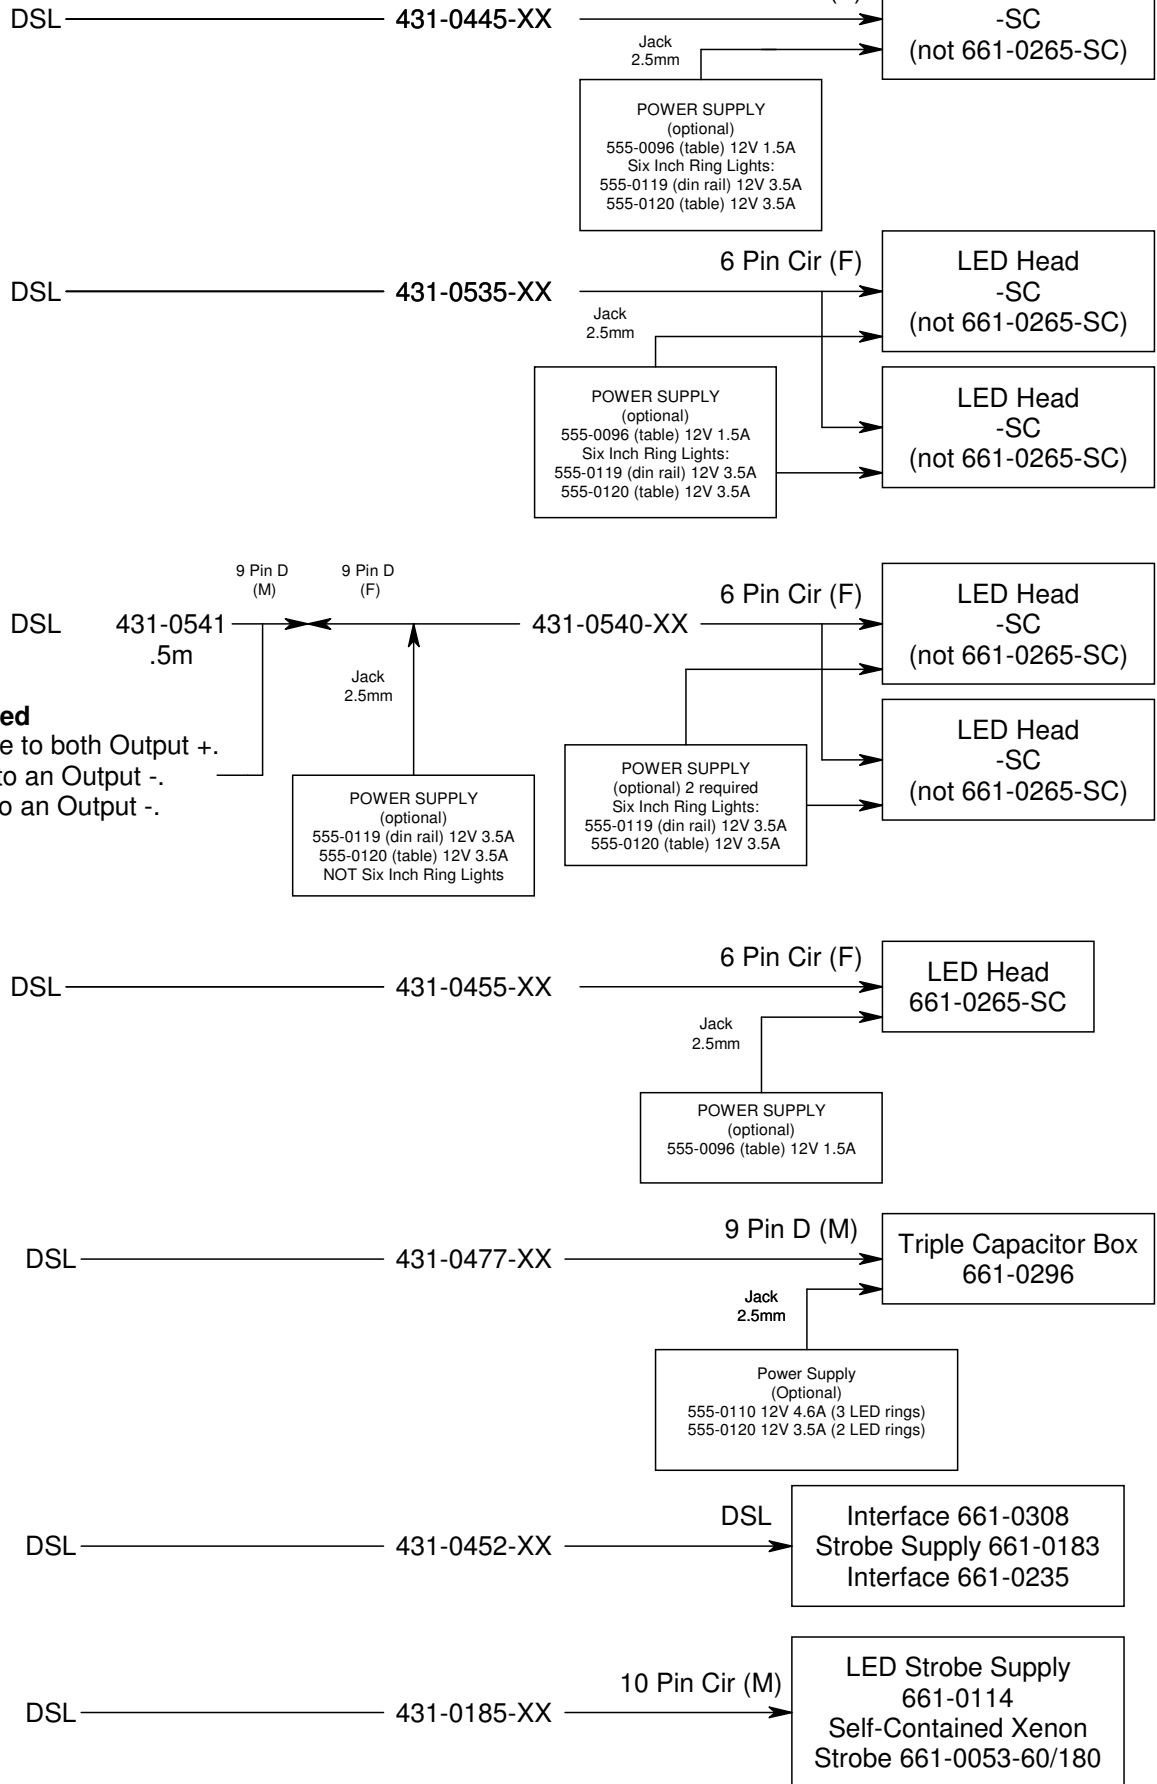 DSL
431-0445-XX
-SC
(not 661-0265-SC)
Jack
2.5mm
POWER SUPPLY
(optional)
555-0096 (table) 12V 1.5A
Six Inch Ring Lights:
555-0119 (din rail) 12V 3.5A
555-0120 (table) 12V 3.5A
DSL
431-0535-XX
6 Pin Cir (F)
LED Head
-SC
(not 661-0265-SC)
Jack
2.5mm
POWER SUPPLY
(optional)
555-0096 (table) 12V 1.5A
Six Inch Ring Lights:
555-0119 (din rail) 12V 3.5A
555-0120 (table) 12V 3.5A
LED Head
-SC
(not 661-0265-SC)
9 Pin D
(M)
9 Pin D
(F)
DSL
431-0541
.5m
431-0540-XX
6 Pin Cir (F)
LED Head
-SC
(not 661-0265-SC)
Jack
2.5mm
ed
e to both Output +.
to an Output -.
o an Output -.
POWER SUPPLY
(optional)
555-0119 (din rail) 12V 3.5A
555-0120 (table) 12V 3.5A
NOT Six Inch Ring Lights
POWER SUPPLY
(optional) 2 required
Six Inch Ring Lights:
555-0119 (din rail) 12V 3.5A
555-0120 (table) 12V 3.5A
LED Head
-SC
(not 661-0265-SC)
DSL
431-0455-XX
6 Pin Cir (F)
LED Head
661-0265-SC
Jack
2.5mm
POWER SUPPLY
(optional)
555-0096 (table) 12V 1.5A
DSL
431-0477-XX
9 Pin D (M)
Triple Capacitor Box
661-0296
Jack
2.5mm
Power Supply
(Optional)
555-0110 12V 4.6A (3 LED rings)
555-0120 12V 3.5A (2 LED rings)
DSL
431-0452-XX
DSL
Interface 661-0308
Strobe Supply 661-0183
Interface 661-0235
DSL
431-0185-XX
10 Pin Cir (M)
LED Strobe Supply
661-0114
Self-Contained Xenon
Strobe 661-0053-60/180